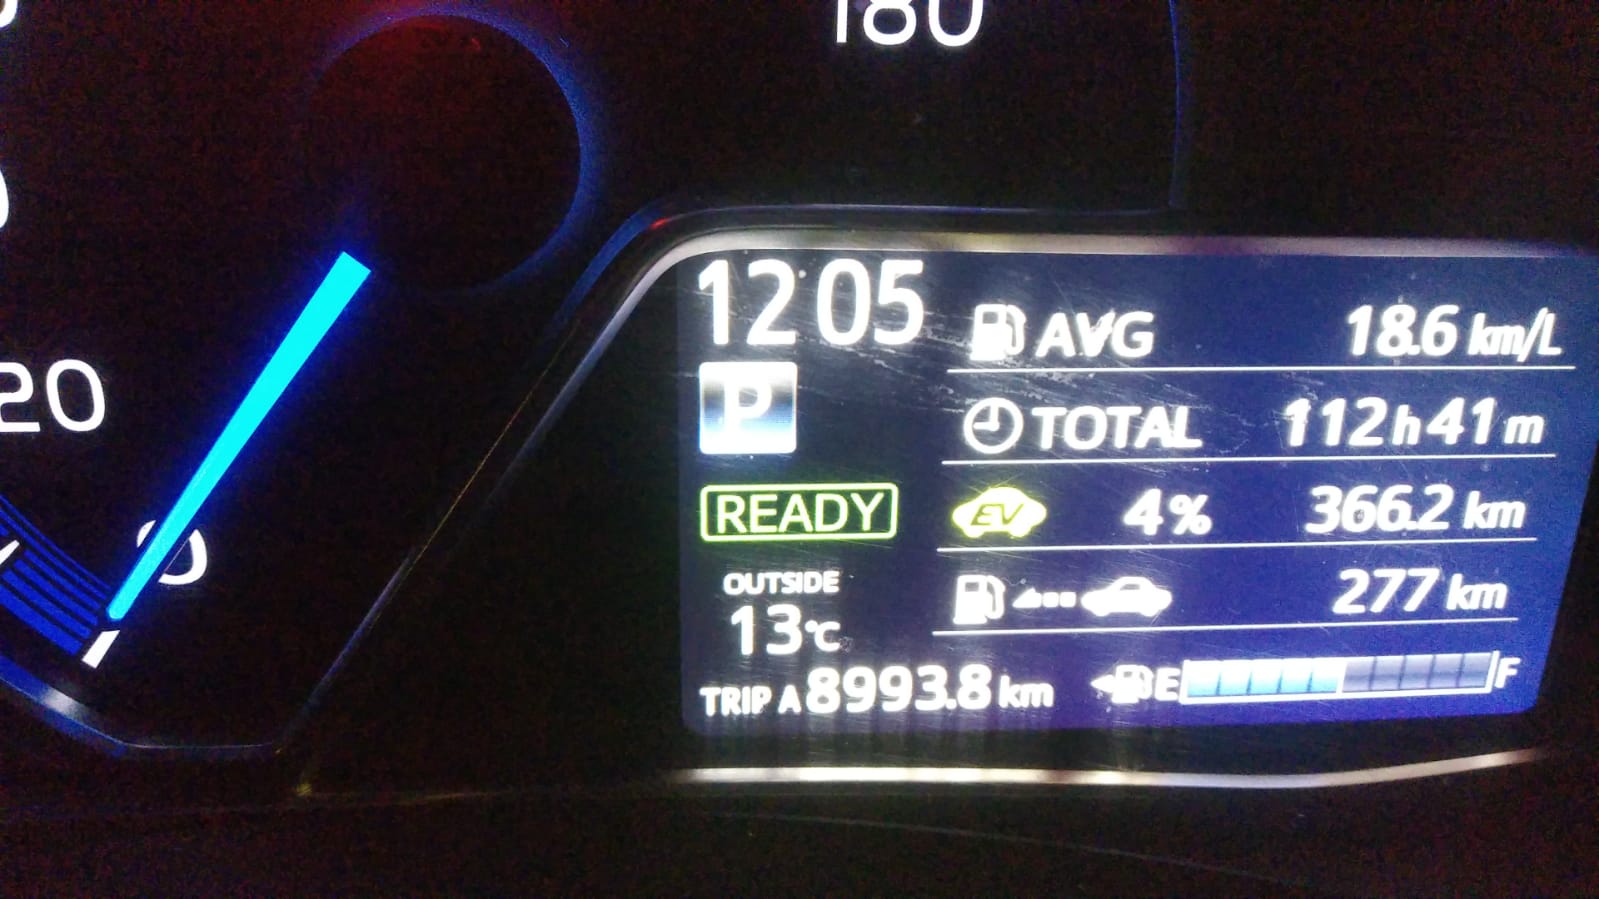 180
20
0
12 05
AVG 18.6 km/L
P
TOTAL 112h41m
READY
EV 4% 366.2 km
OUTSIDE
13°C
277 km
TRIP A 8993.8 km
E F